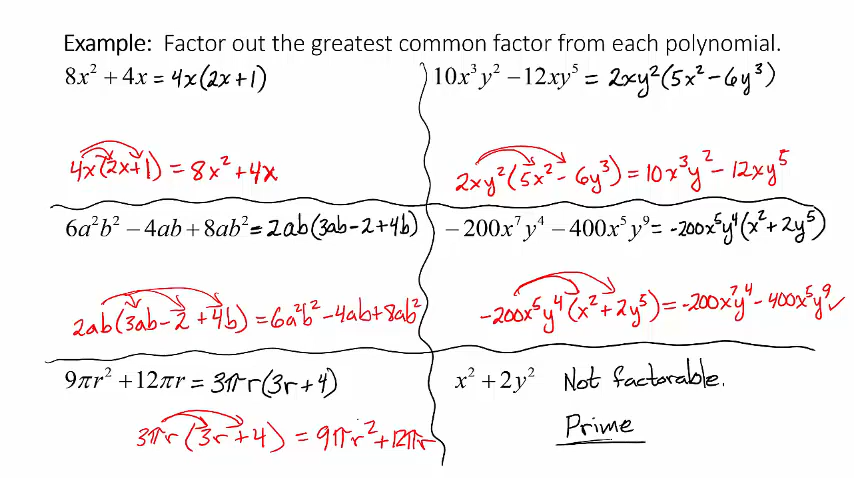 Example: Factor out the greatest common factor from each polynomial.
8x² + 4x = 4x(2x+1)
4x(2x+1) = 8x² + 4x
10x³y² − 12xy⁵ = 2xy²(5x² − 6y³)
2xy²(5x² − 6y³) = 10x³y² − 12xy⁵
6a²b² − 4ab + 8ab² = 2ab(3ab − 2 + 4b)
2ab(3ab − 2 + 4b) = 6a²b² − 4ab + 8ab²
−200x⁷y⁴ − 400x⁵y⁹ = −200x⁵y⁴(x² + 2y⁵)
−200x⁵y⁴(x² + 2y⁵) = −200x⁷y⁴ − 400x⁵y⁹ ✓
9πr² + 12πr = 3πr(3r + 4)
3πr(3r + 4) = 9πr² + 12πr
x² + 2y² Not factorable.
Prime